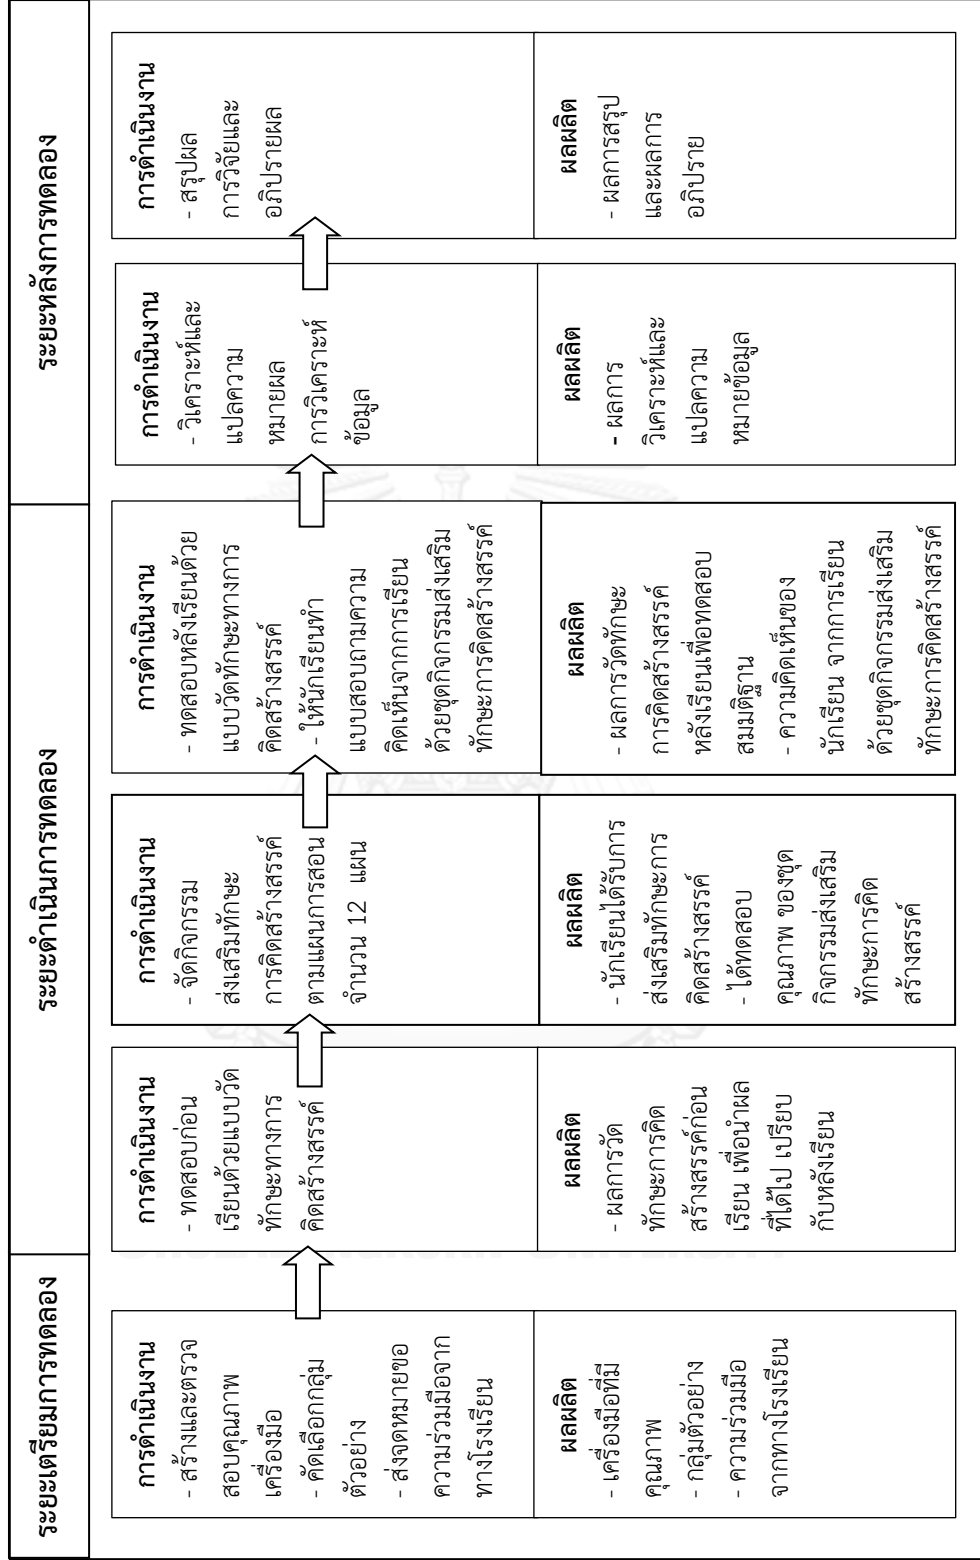 ระยะเตรียมการทดลอง
ระยะดำเนินการทดลอง
ระยะหลังการทดลอง
การดำเนินงาน
- สร้างและตรวจ
สอบคุณภาพ
เครื่องมือ
- คัดเลือกกลุ่ม
ตัวอย่าง
- ส่งจดหมายขอ
ความร่วมมือจาก
ทางโรงเรียน
ผลผลิต
- เครื่องมือที่มี
คุณภาพ
- กลุ่มตัวอย่าง
- ความร่วมมือ
จากทางโรงเรียน
การดำเนินงาน
- ทดสอบก่อน
เรียนด้วยแบบวัด
ทักษะทางการ
คิดสร้างสรรค์
ผลผลิต
- ผลการวัด
ทักษะการคิด
สร้างสรรค์ก่อน
เรียน เพื่อนำผล
ที่ได้ไป เปรียบ
กับหลังเรียน
การดำเนินงาน
- จัดกิจกรรม
ส่งเสริมทักษะ
การคิดสร้างสรรค์
ตามแผนการสอน
จำนวน 12 แผน
ผลผลิต
- นักเรียนได้รับการ
ส่งเสริมทักษะการ
คิดสร้างสรรค์
- ได้ทดสอบ
คุณภาพ ของชุด
กิจกรรมส่งเสริม
ทักษะการคิด
สร้างสรรค์
การดำเนินงาน
- ทดสอบหลังเรียนด้วย
แบบวัดทักษะทางการ
คิดสร้างสรรค์
- ให้นักเรียนทำ
แบบสอบถามความ
คิดเห็นจากการเรียน
ด้วยชุดกิจกรรมส่งเสริม
ทักษะการคิดสร้างสรรค์
ผลผลิต
- ผลการวัดทักษะ
การคิดสร้างสรรค์
หลังเรียนเพื่อทดสอบ
สมมติฐาน
- ความคิดเห็นของ
นักเรียน จากการเรียน
ด้วยชุดกิจกรรมส่งเสริม
ทักษะการคิดสร้างสรรค์
การดำเนินงาน
- วิเคราะห์และ
แปลความ
หมายผล
การวิเคราะห์
ข้อมูล
ผลผลิต
- ผลการ
วิเคราะห์และ
แปลความ
หมายข้อมูล
การดำเนินงาน
- สรุปผล
การวิจัยและ
อภิปรายผล
ผลผลิต
- ผลการสรุป
และผลการ
อภิปราย